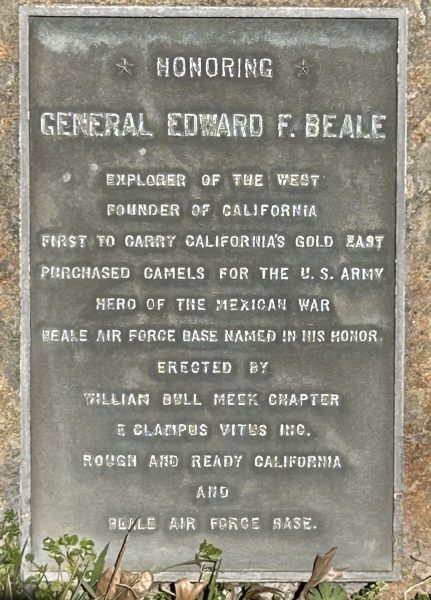 ★ HONORING ★
GENERAL EDWARD F. BEALE
EXPLORER OF THE WEST
FOUNDER OF CALIFORNIA
FIRST TO CARRY CALIFORNIA'S GOLD EAST
PURCHASED CAMELS FOR THE U.S. ARMY
HERO OF THE MEXICAN WAR
BEALE AIR FORCE BASE NAMED IN HIS HONOR.
ERECTED BY
WILLIAM BULL MEEK CHAPTER
E CLAMPUS VITUS INC.
ROUGH AND READY CALIFORNIA
AND
BEALE AIR FORCE BASE.